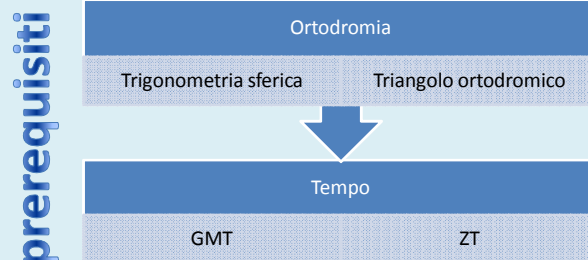 prerequisiti
Ortodromia
Trigonometria sferica Triangolo ortodromico
Tempo
GMT ZT